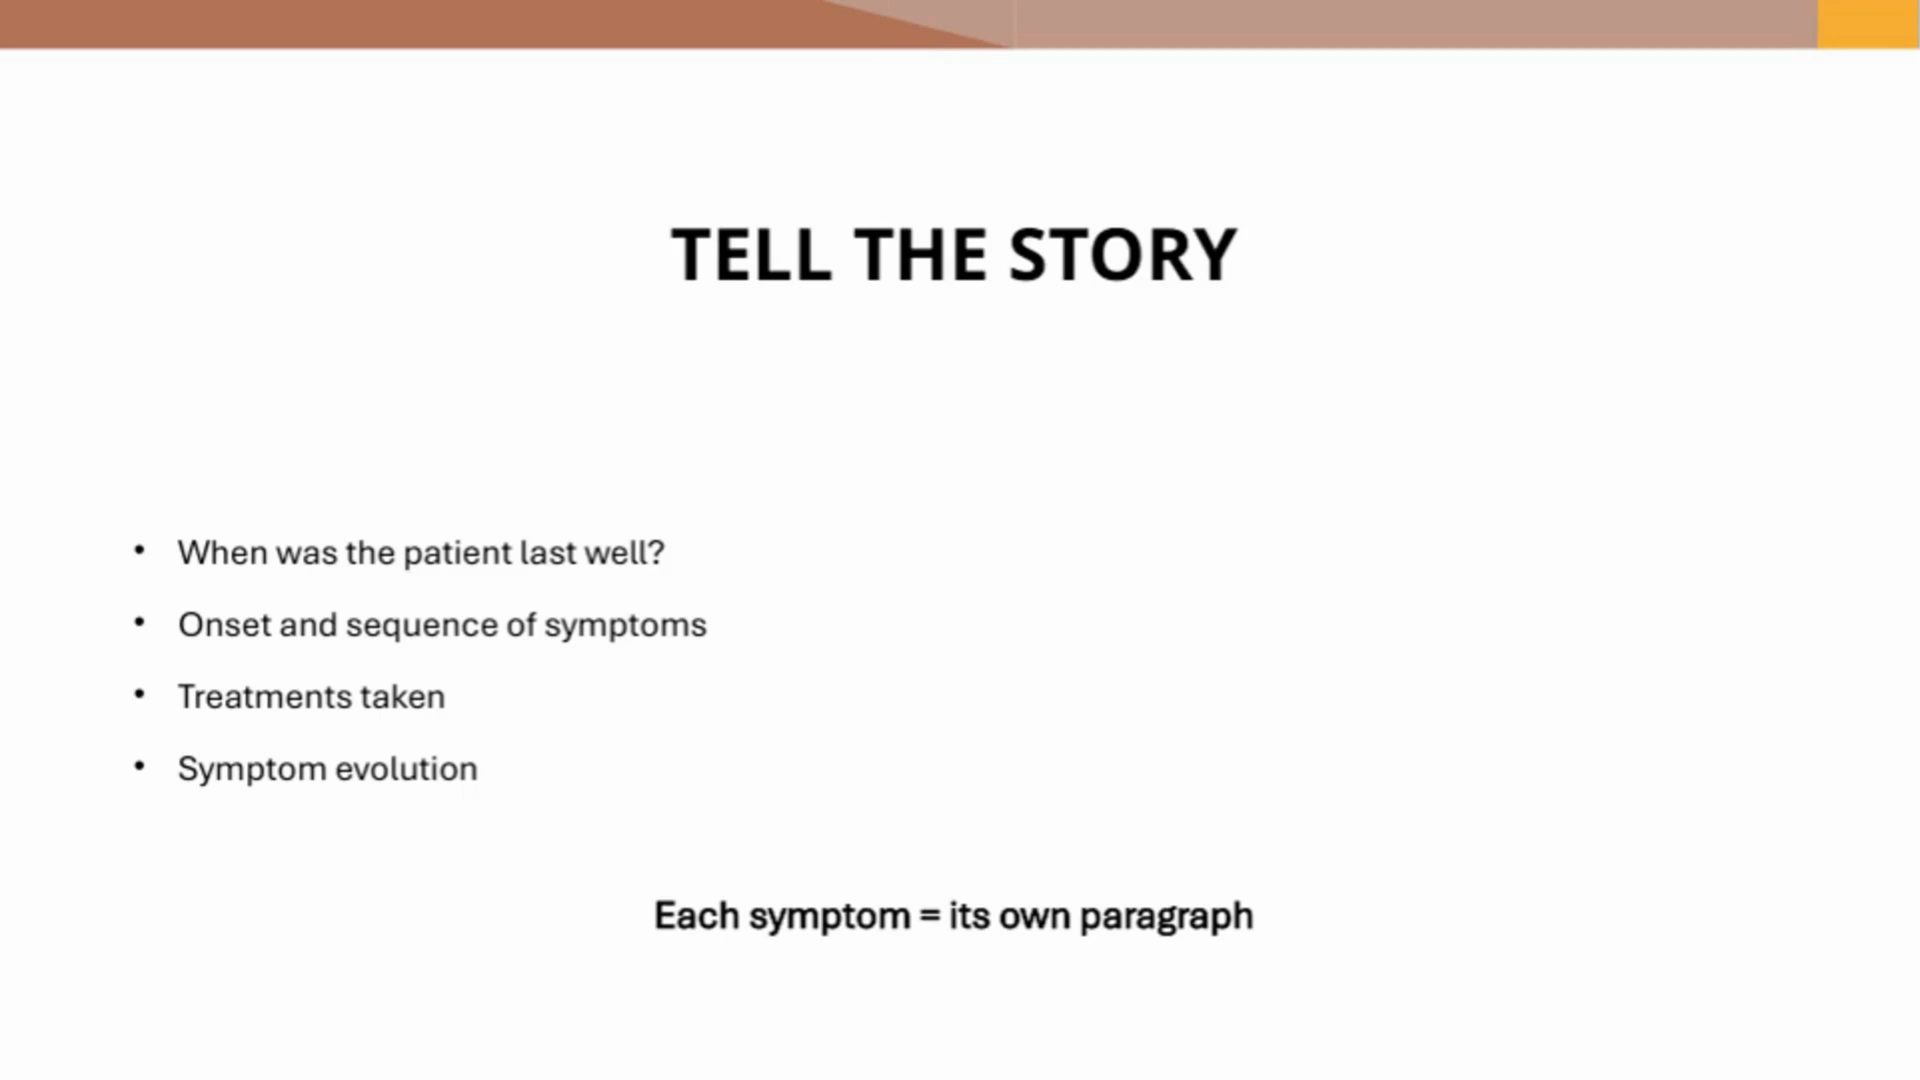 TELL THE STORY
• When was the patient last well?
• Onset and sequence of symptoms
• Treatments taken
• Symptom evolution
Each symptom = its own paragraph